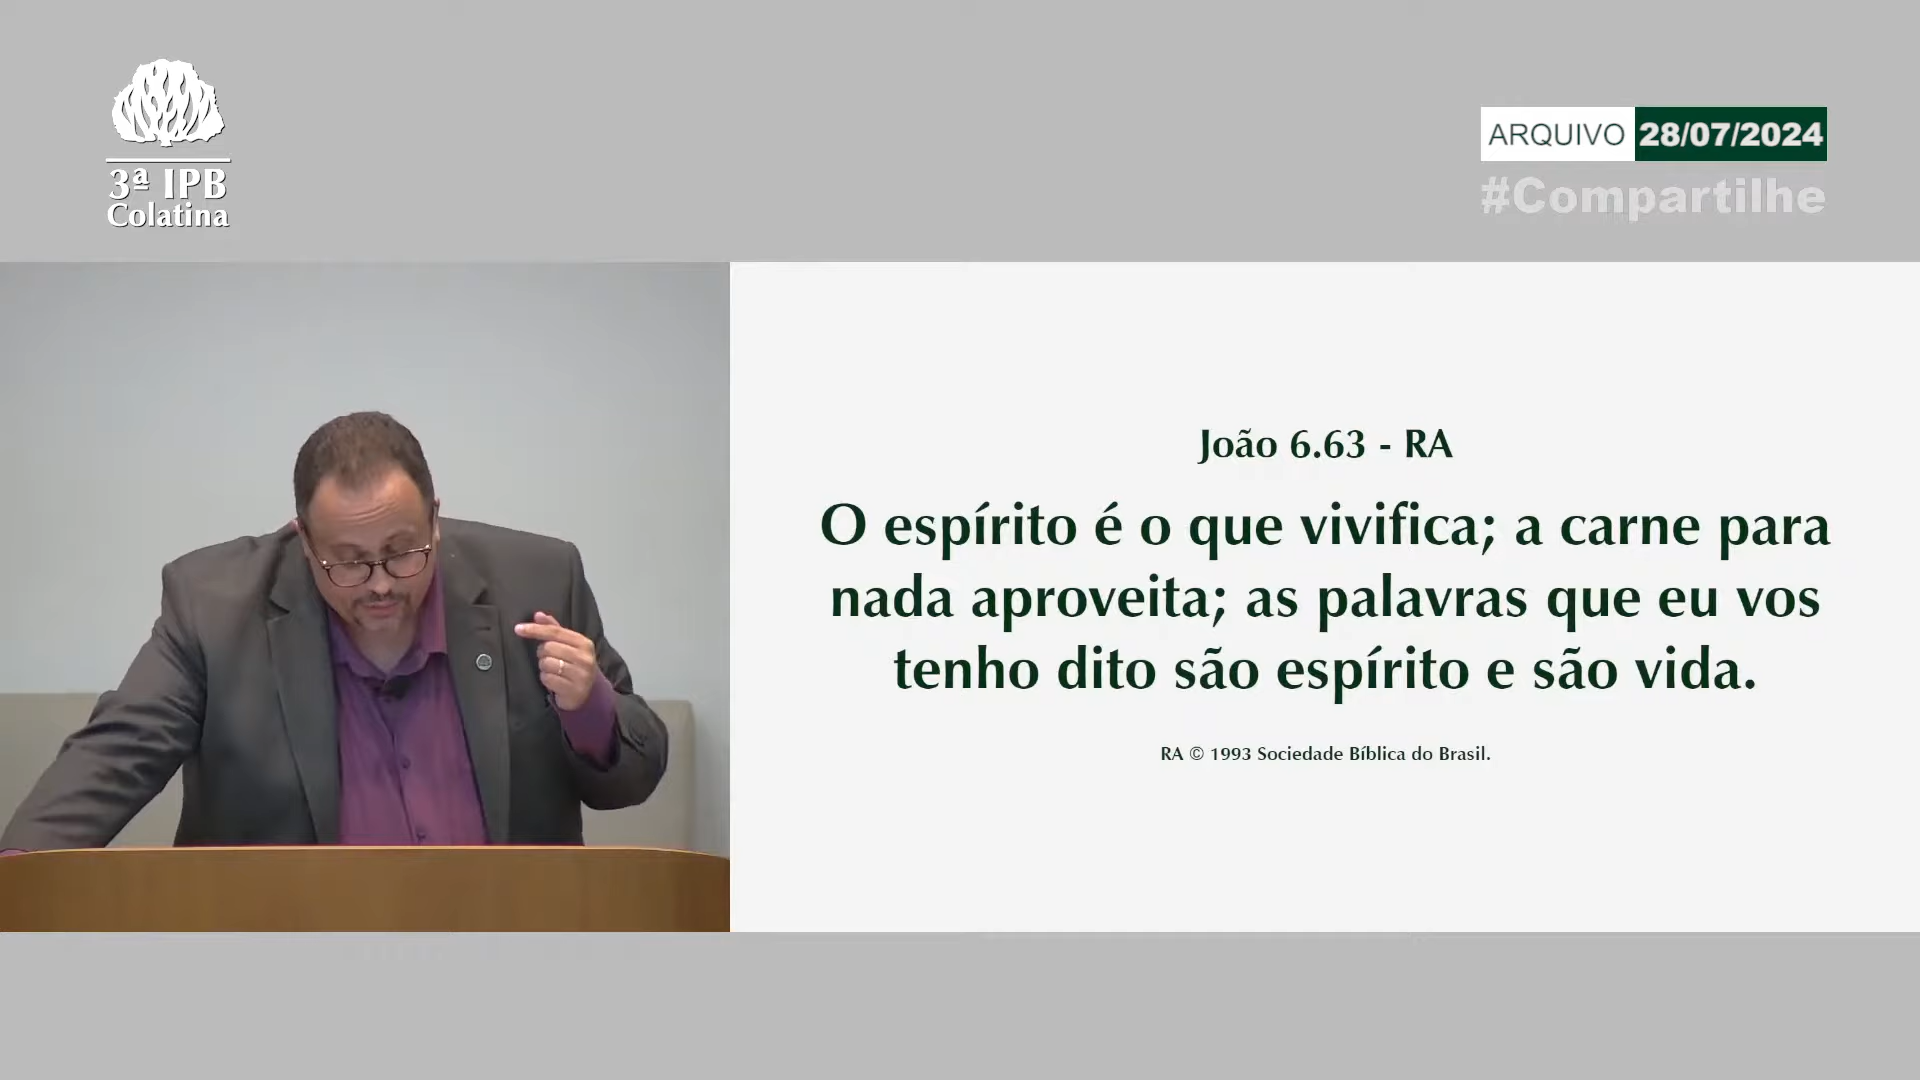 3ª IPB
Colatina
ARQUIVO 28/07/2024
#Compartilhe
João 6.63 - RA
O espírito é o que vivifica; a carne para
nada aproveita; as palavras que eu vos
tenho dito são espírito e são vida.
RA © 1993 Sociedade Bíblica do Brasil.